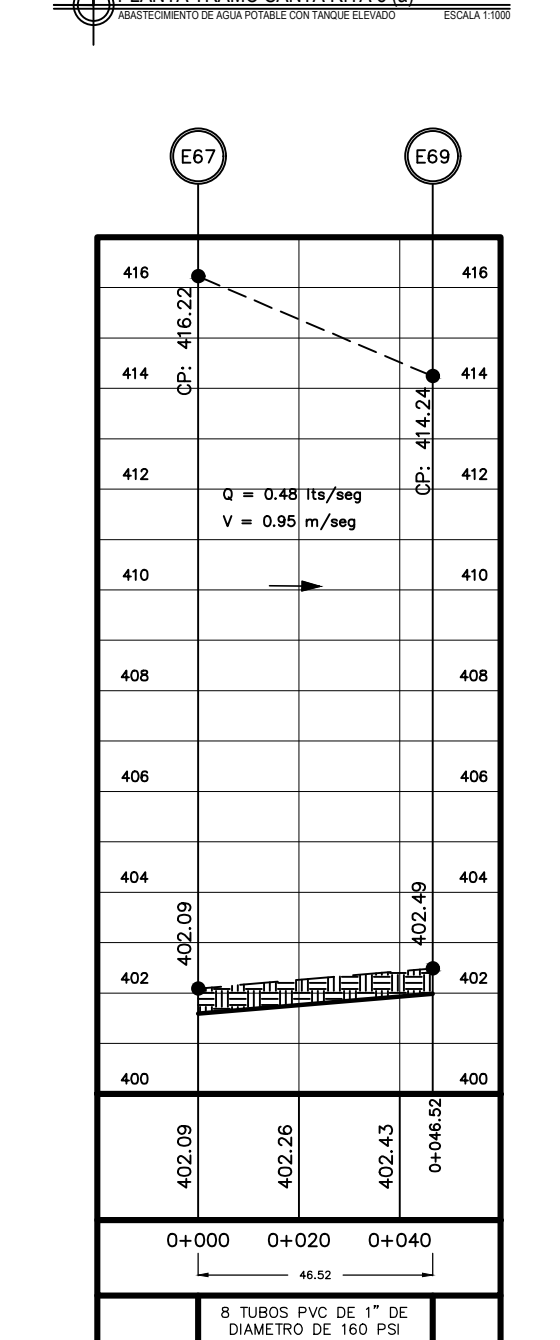 ABASTECIMIENTO DE AGUA POTABLE CON TANQUE ELEVADO ESCALA 1:1000
E67 E69
416 416
CP: 416.22
414 414
CP: 414.24
412 412
Q = 0.48 lts/seg
V = 0.95 m/seg
410 410
408 408
406 406
404 404
402.09 402.49
402 402
400 400
402.09 402.26 402.43 0+046.52
0+000 0+020 0+040
46.52
8 TUBOS PVC DE 1" DE
DIAMETRO DE 160 PSI